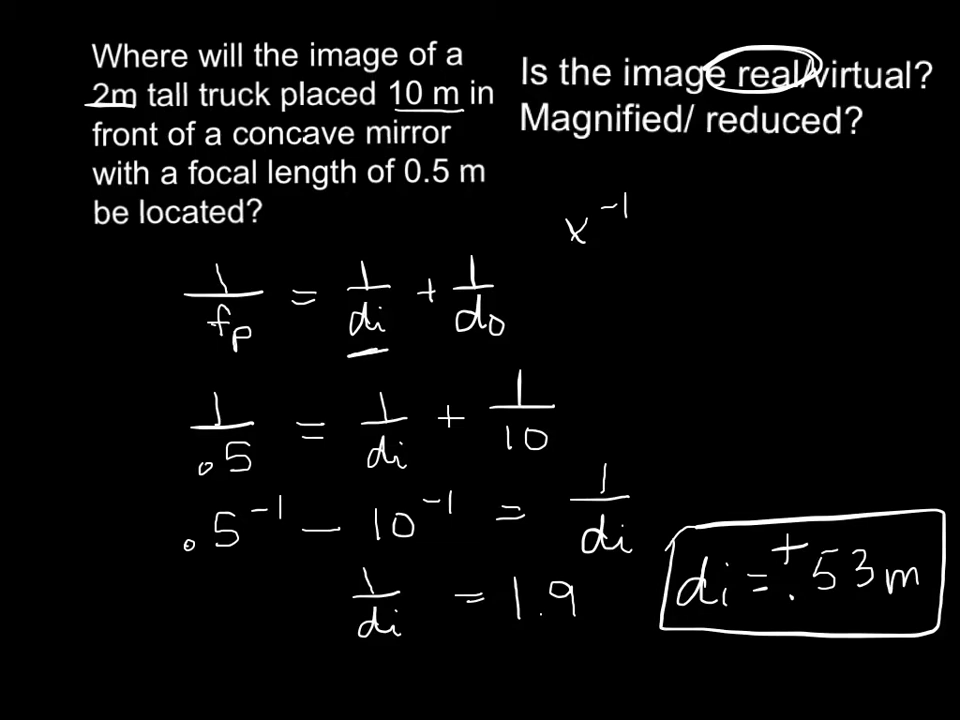 Where will the image of a
2m tall truck placed 10 m in
front of a concave mirror
with a focal length of 0.5 m
be located?
Is the image real/virtual?
Magnified/ reduced?
x⁻¹
1/fp = 1/di + 1/do
1/.5 = 1/di + 1/10
.5⁻¹ − 10⁻¹ = 1/di
1/di = 1.9
di = +.53m